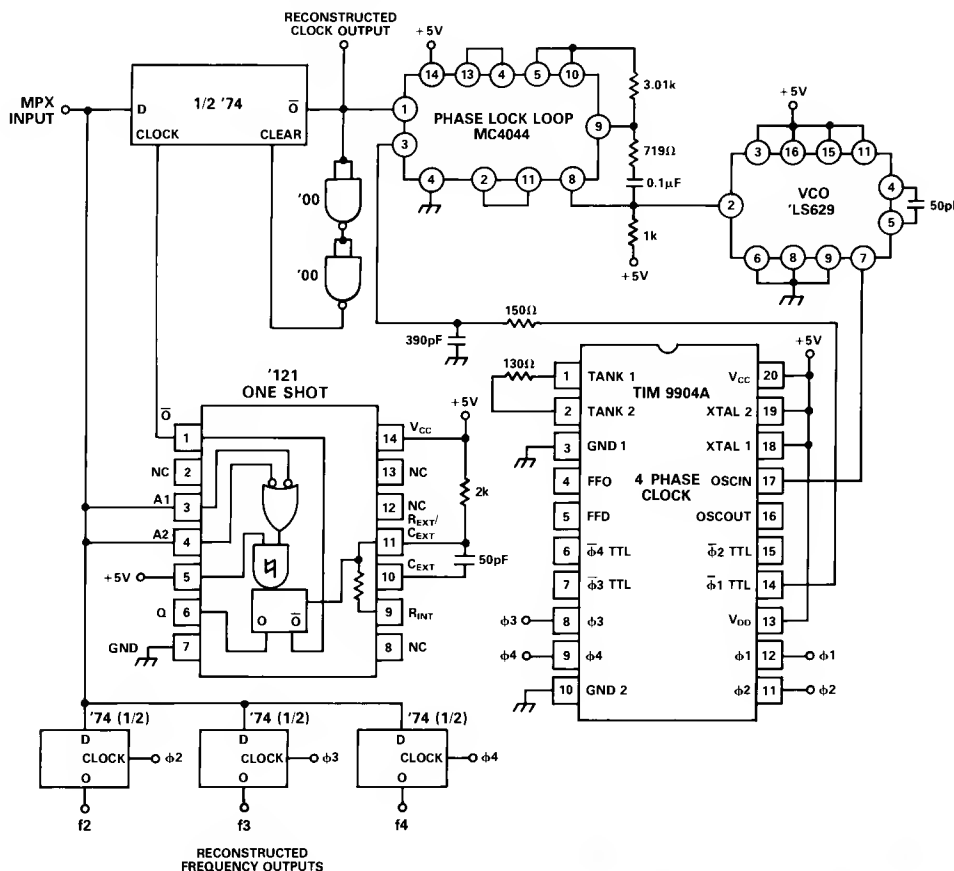 RECONSTRUCTED
CLOCK OUTPUT
+5V
14 13 4 5 10
3.01k
MPX
INPUT
D 1/2 '74 O̅
CLOCK CLEAR
1
PHASE LOCK LOOP
MC4044
9
3
4 2 11 8
719Ω
0.1μF
1k
+5V
+5V
3 16 15 11
VCO
'LS629
2
4
5
50pF
6 8 9 7
'00
'00
390pF
150Ω
'121
ONE SHOT
O̅ 1
NC 2
A1 3
A2 4
+5V 5
Q 6
GND 7
O O̅
14 VCC
13 NC
12 NC
REXT/
11 CEXT
10 CEXT
9 RINT
8 NC
+5V
2k
50pF
130Ω
TIM 9904A
4 PHASE
CLOCK
1 TANK 1
2 TANK 2
3 GND 1
4 FFO
5 FFD
6 ϕ̅4 TTL
7 ϕ̅3 TTL
ϕ3 8 ϕ3
ϕ4 9 ϕ4
10 GND 2
+5V
VCC 20
XTAL 2 19
XTAL 1 18
OSCIN 17
OSCOUT 16
ϕ̅2 TTL 15
ϕ̅1 TTL 14
VDD 13
ϕ1 12 ϕ1
ϕ2 11 ϕ2
'74 (1/2) '74 (1/2) '74 (1/2)
D D D
CLOCK ϕ2 CLOCK ϕ3 CLOCK ϕ4
O O O
f2 f3 f4
RECONSTRUCTED
FREQUENCY OUTPUTS